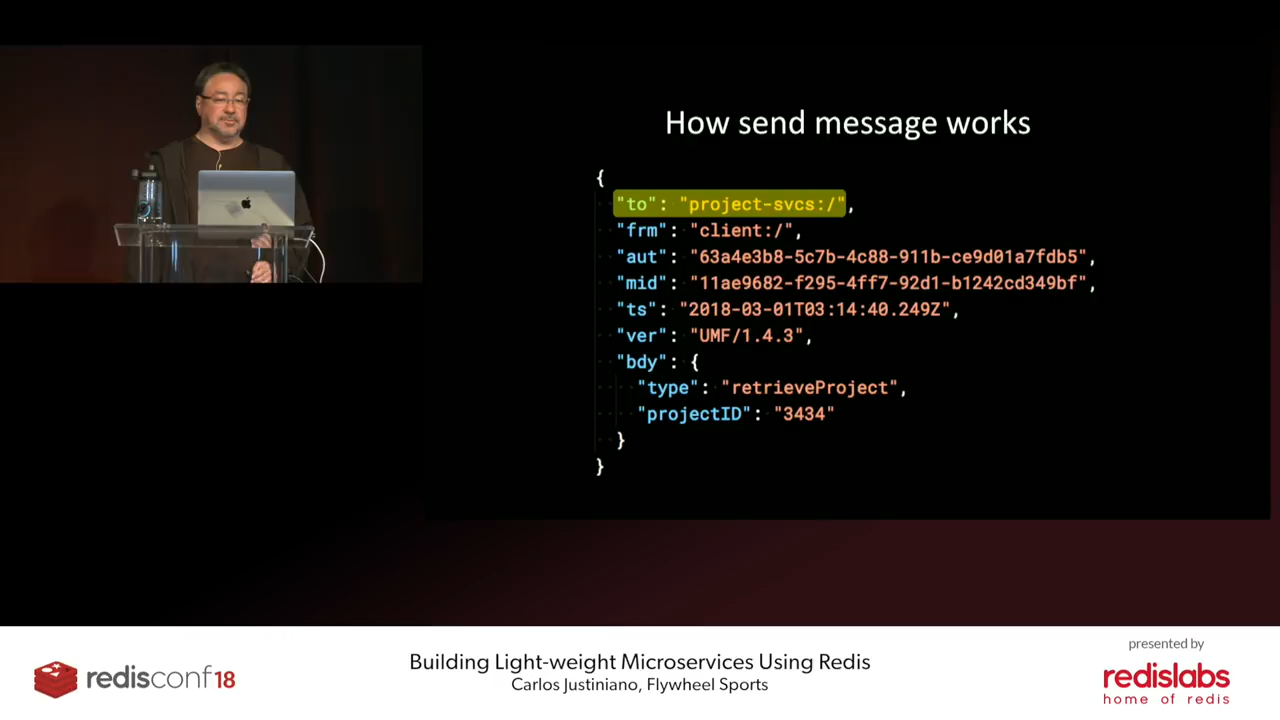 How send message works
{
"to": "project-svcs:/",
"frm": "client:/",
"aut": "63a4e3b8-5c7b-4c88-911b-ce9d01a7fdb5",
"mid": "11ae9682-f295-4ff7-92d1-b1242cd349bf",
"ts": "2018-03-01T03:14:40.249Z",
"ver": "UMF/1.4.3",
"bdy": {
"type": "retrieveProject",
"projectID": "3434"
}
}
redisconf18
Building Light-weight Microservices Using Redis
Carlos Justiniano, Flywheel Sports
presented by
redislabs
home of redis